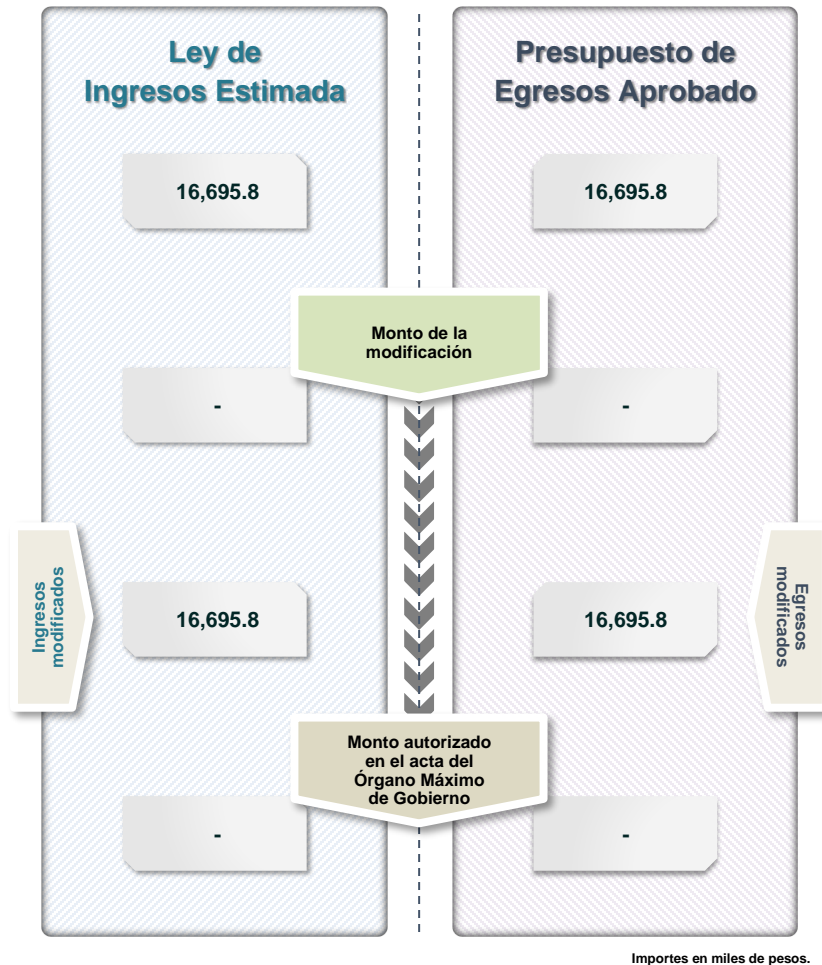 Ley de
Ingresos Estimada
Presupuesto de
Egresos Aprobado
16,695.8
16,695.8
Monto de la
modificación
-
-
Ingresos
modificados
16,695.8
16,695.8
Egresos
modificados
Monto autorizado
en el acta del
Órgano Máximo
de Gobierno
-
-
Importes en miles de pesos.